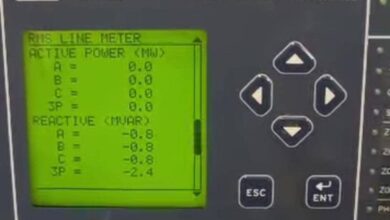 RMS LINE METER
ACTIVE POWER (MW)
A = 0.0
B = 0.0
C = 0.0
3P = 0.0
REACTIVE (MVAR)
A = -0.8
B = -0.8
C = -0.8
3P = -2.4
ESC
ENT